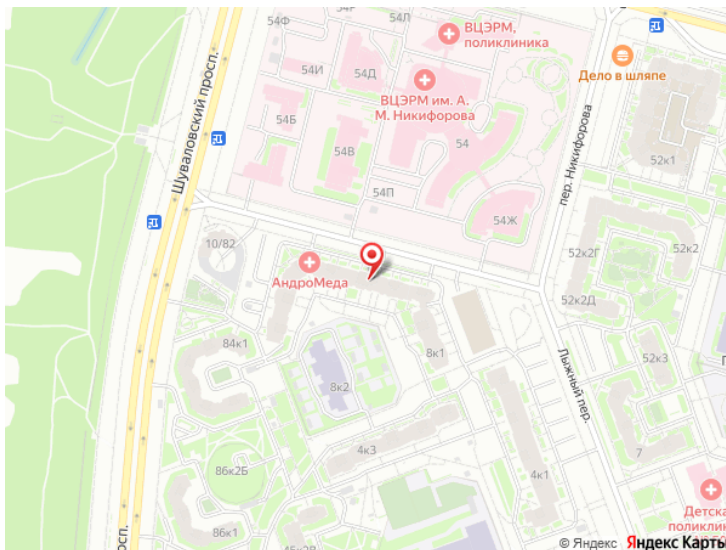 54Ф
54Л
ВЦЭРМ,
поликлиника
54И
54Д
Дело в шляпе
ВЦЭРМ им. А.
М. Никифорова
54Б
54
54В
52к1
пер. Никифорова
Шуваловский просп.
54П
54Ж
10/82
52к2Г
52к2
АндроМеда
52к2Д
84к1
8к1
Лыжный пер.
52к3
8к2
4к3
7
86к2Б
4к1
Детска
поликлин
86к1
© Яндекс Яндекс Карты